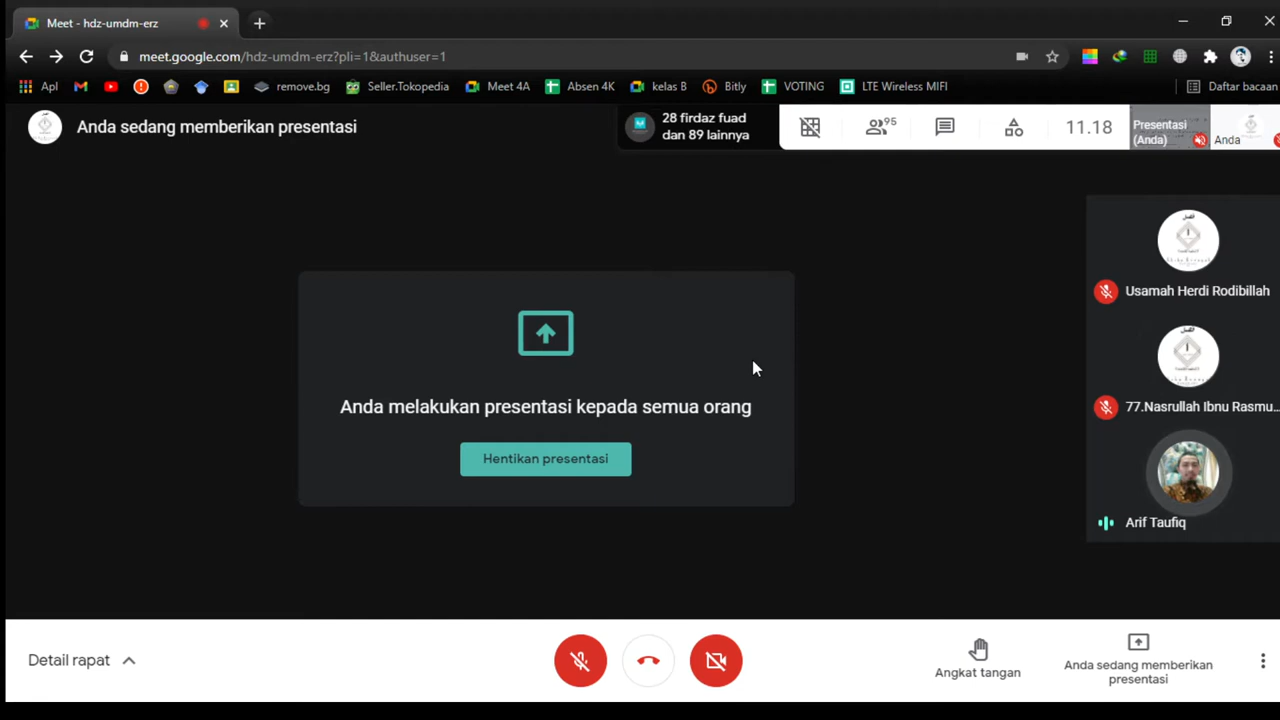 Meet - hdz-umdm-erz
meet.google.com/hdz-umdm-erz?pli=1&authuser=1
Apl
remove.bg
Seller.Tokopedia
Meet 4A
Absen 4K
kelas B
Bitly
VOTING
LTE Wireless MIFI
Daftar bacaan
Anda sedang memberikan presentasi
28 firdaz fuad
dan 89 lainnya
95
11.18
Presentasi
(Anda)
Anda
Usamah Herdi Rodibillah
77.Nasrullah Ibnu Rasmu...
Arif Taufiq
Anda melakukan presentasi kepada semua orang
Hentikan presentasi
Detail rapat
Angkat tangan
Anda sedang memberikan
presentasi